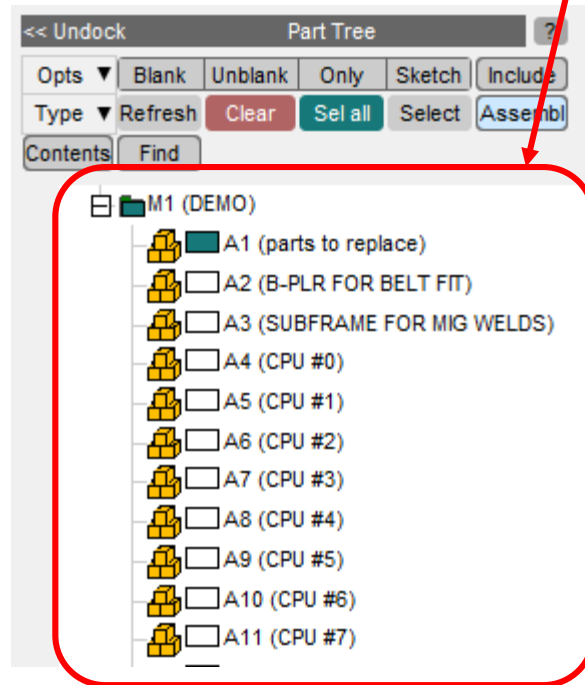 << Undock Part Tree ?
Opts ▼ Blank Unblank Only Sketch Include
Type ▼ Refresh Clear Sel all Select Assembl
Contents Find
M1 (DEMO)
A1 (parts to replace)
A2 (B-PLR FOR BELT FIT)
A3 (SUBFRAME FOR MIG WELDS)
A4 (CPU #0)
A5 (CPU #1)
A6 (CPU #2)
A7 (CPU #3)
A8 (CPU #4)
A9 (CPU #5)
A10 (CPU #6)
A11 (CPU #7)